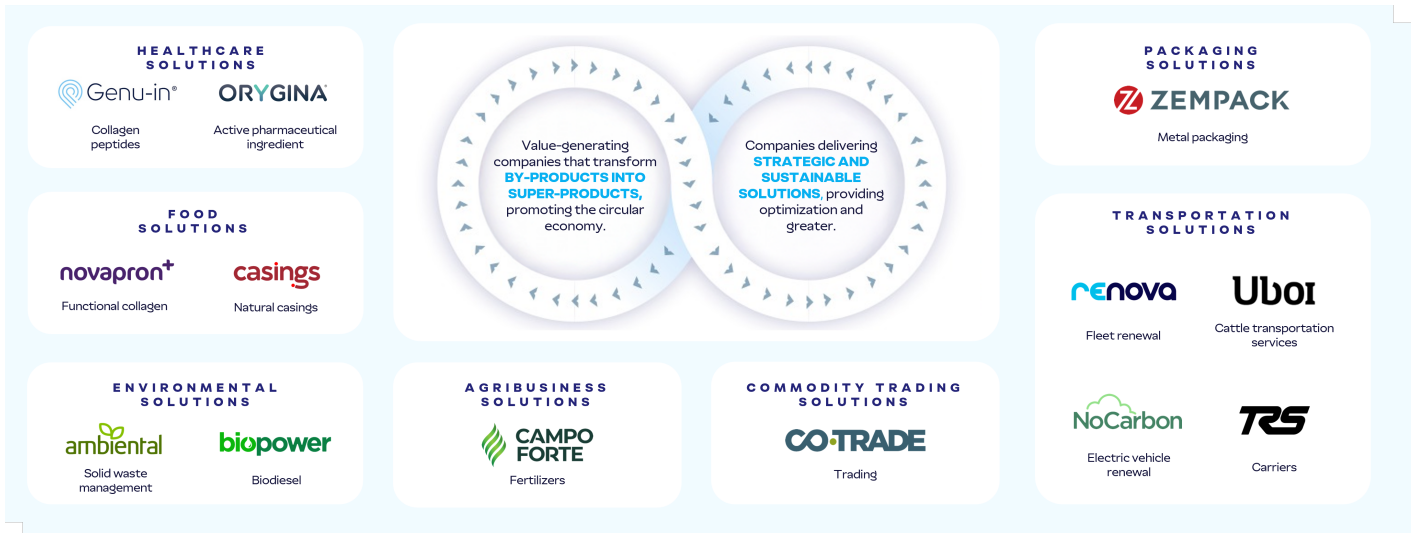 HEALTHCARE
SOLUTIONS
Genu-in®
ORYGINA
Collagen
peptides
Active pharmaceutical
ingredient
FOOD
SOLUTIONS
novapron+
casings
Functional collagen
Natural casings
ENVIRONMENTAL
SOLUTIONS
ambiental
biopower
Solid waste
management
Biodiesel
Value-generating
companies that transform
BY-PRODUCTS INTO
SUPER-PRODUCTS,
promoting the circular
economy.
Companies delivering
STRATEGIC AND
SUSTAINABLE
SOLUTIONS, providing
optimization and
greater.
AGRIBUSINESS
SOLUTIONS
CAMPO
FORTE
Fertilizers
COMMODITY TRADING
SOLUTIONS
CO•TRADE
Trading
PACKAGING
SOLUTIONS
ZEMPACK
Metal packaging
TRANSPORTATION
SOLUTIONS
renova
Uboi
Fleet renewal
Cattle transportation
services
NoCarbon
TRS
Electric vehicle
renewal
Carriers